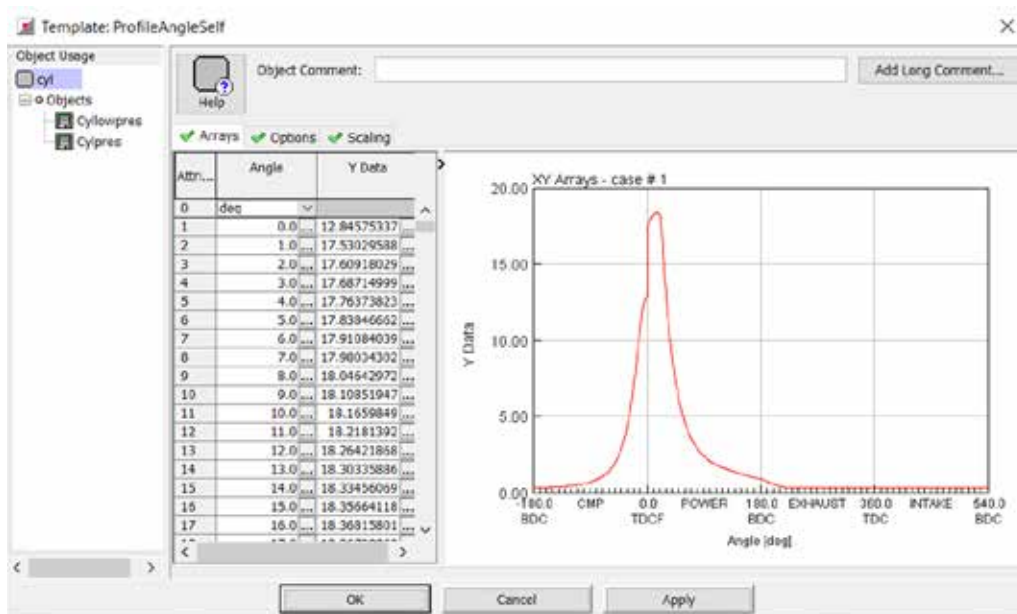 Template: ProfileAngleSelf
Object Usage
cyl
Objects
Cyllowpres
Cylpres
Help
Object Comment:
Add Long Comment...
Arrays Options Scaling
Attri... Angle Y Data
0 deg
1 0.0 ... 12.84575337 ...
2 1.0 ... 17.53029588 ...
3 2.0 ... 17.60918029 ...
4 3.0 ... 17.68714999 ...
5 4.0 ... 17.76373823 ...
6 5.0 ... 17.83846662 ...
7 6.0 ... 17.91084039 ...
8 7.0 ... 17.98034302 ...
9 8.0 ... 18.04642972 ...
10 9.0 ... 18.10851947 ...
11 10.0 ... 18.1659849 ...
12 11.0 ... 18.2181392 ...
13 12.0 ... 18.26421868 ...
14 13.0 ... 18.30335886 ...
15 14.0 ... 18.33456069 ...
16 15.0 ... 18.35664118 ...
17 16.0 ... 18.36815801 ...
XY Arrays - case # 1
20.00
15.00
10.00
5.00
0.00
Y Data
-180.0 CMP 0.0 POWER 180.0 EXHAUST 360.0 INTAKE 540.0
BDC TDCF BDC TDC BDC
Angle [deg]
OK Cancel Apply